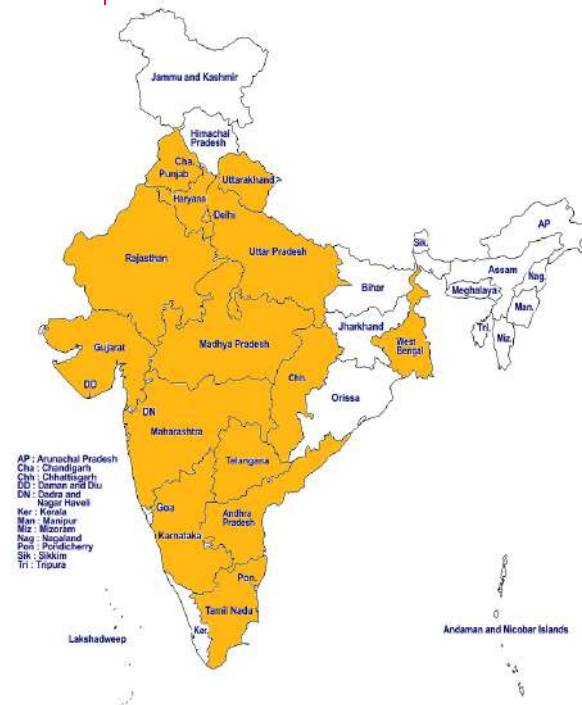 Jammu and Kashmir
Himachal
Pradesh
Cha.
Punjab
Uttarakhand
Haryana
Delhi
AP
Sik.
Rajasthan
Uttar Pradesh
Assam
Nag.
Bihar
Meghalaya
Man.
Jharkhand
Tri.
Miz.
Gujarat
Madhya Pradesh
West
Bengal
Chh.
DD
Orissa
DN
Maharashtra
Telangana
AP : Arunachal Pradesh
Cha : Chandigarh
Chh : Chhattisgarh
DD : Daman and Diu
DN : Dadra and
Nagar Haveli
Ker : Kerala
Man : Manipur
Miz : Mizoram
Nag : Nagaland
Pon : Pondicherry
Sik : Sikkim
Tri : Tripura
Goa
Andhra
Pradesh
Karnataka
Pon.
Tamil Nadu
Ker.
Lakshadweep
Andaman and Nicobar Islands